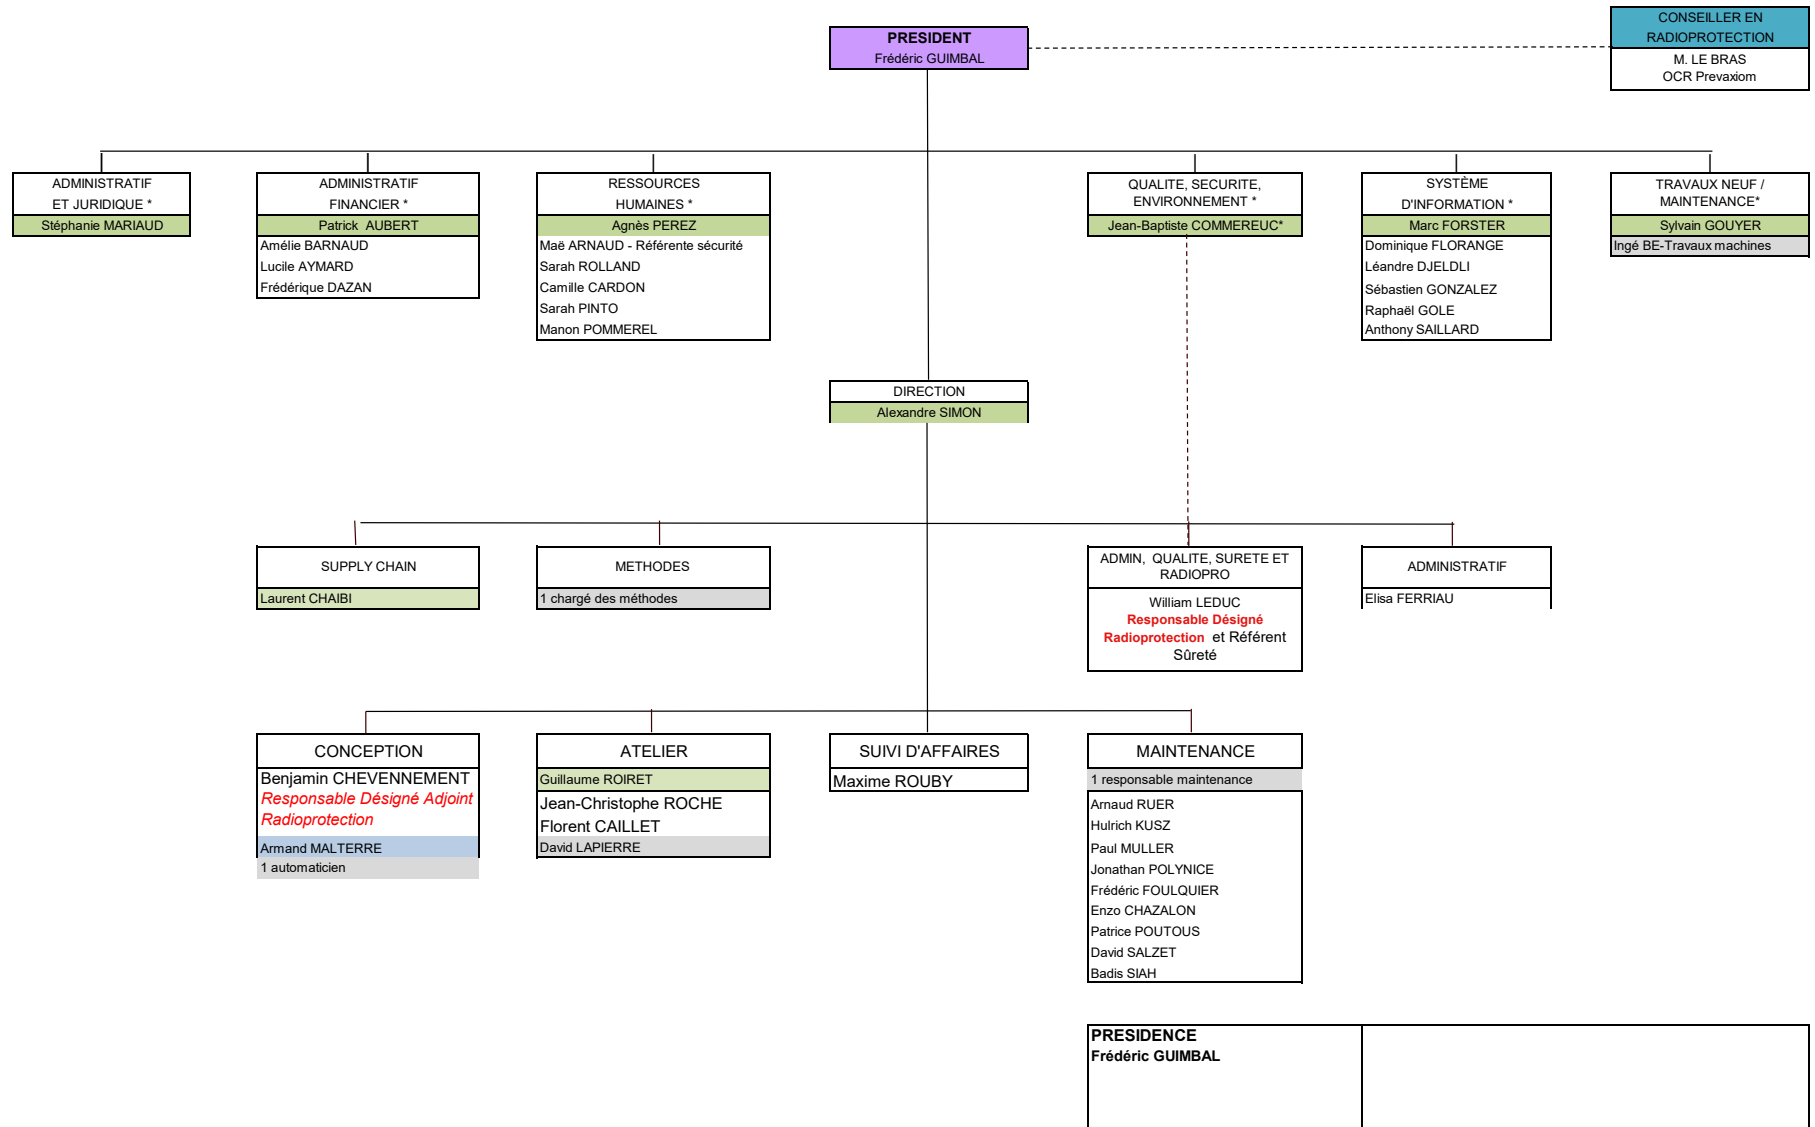 PRESIDENT
Frédéric GUIMBAL
CONSEILLER EN
RADIOPROTECTION
M. LE BRAS
OCR Prevaxiom
ADMINISTRATIF
ET JURIDIQUE *
Stéphanie MARIAUD
ADMINISTRATIF
FINANCIER *
Patrick AUBERT
Amélie BARNAUD
Lucile AYMARD
Frédérique DAZAN
RESSOURCES
HUMAINES *
Agnès PEREZ
Maë ARNAUD - Référente sécurité
Sarah ROLLAND
Camille CARDON
Sarah PINTO
Manon POMMEREL
QUALITE, SECURITE,
ENVIRONNEMENT *
Jean-Baptiste COMMEREUC*
SYSTÈME
D'INFORMATION *
Marc FORSTER
Dominique FLORANGE
Léandre DJELDLI
Sébastien GONZALEZ
Raphaël GOLE
Anthony SAILLARD
TRAVAUX NEUF /
MAINTENANCE*
Sylvain GOUYER
Ingé BE-Travaux machines
DIRECTION
Alexandre SIMON
SUPPLY CHAIN
Laurent CHAIBI
METHODES
1 chargé des méthodes
ADMIN, QUALITE, SURETE ET
RADIOPRO
William LEDUC
Responsable Désigné
Radioprotection et Référent
Sûreté
ADMINISTRATIF
Elisa FERRIAU
CONCEPTION
Benjamin CHEVENNEMENT
Responsable Désigné Adjoint
Radioprotection
Armand MALTERRE
1 automaticien
ATELIER
Guillaume ROIRET
Jean-Christophe ROCHE
Florent CAILLET
David LAPIERRE
SUIVI D'AFFAIRES
Maxime ROUBY
MAINTENANCE
1 responsable maintenance
Arnaud RUER
Hulrich KUSZ
Paul MULLER
Jonathan POLYNICE
Frédéric FOULQUIER
Enzo CHAZALON
Patrice POUTOUS
David SALZET
Badis SIAH
PRESIDENCE
Frédéric GUIMBAL